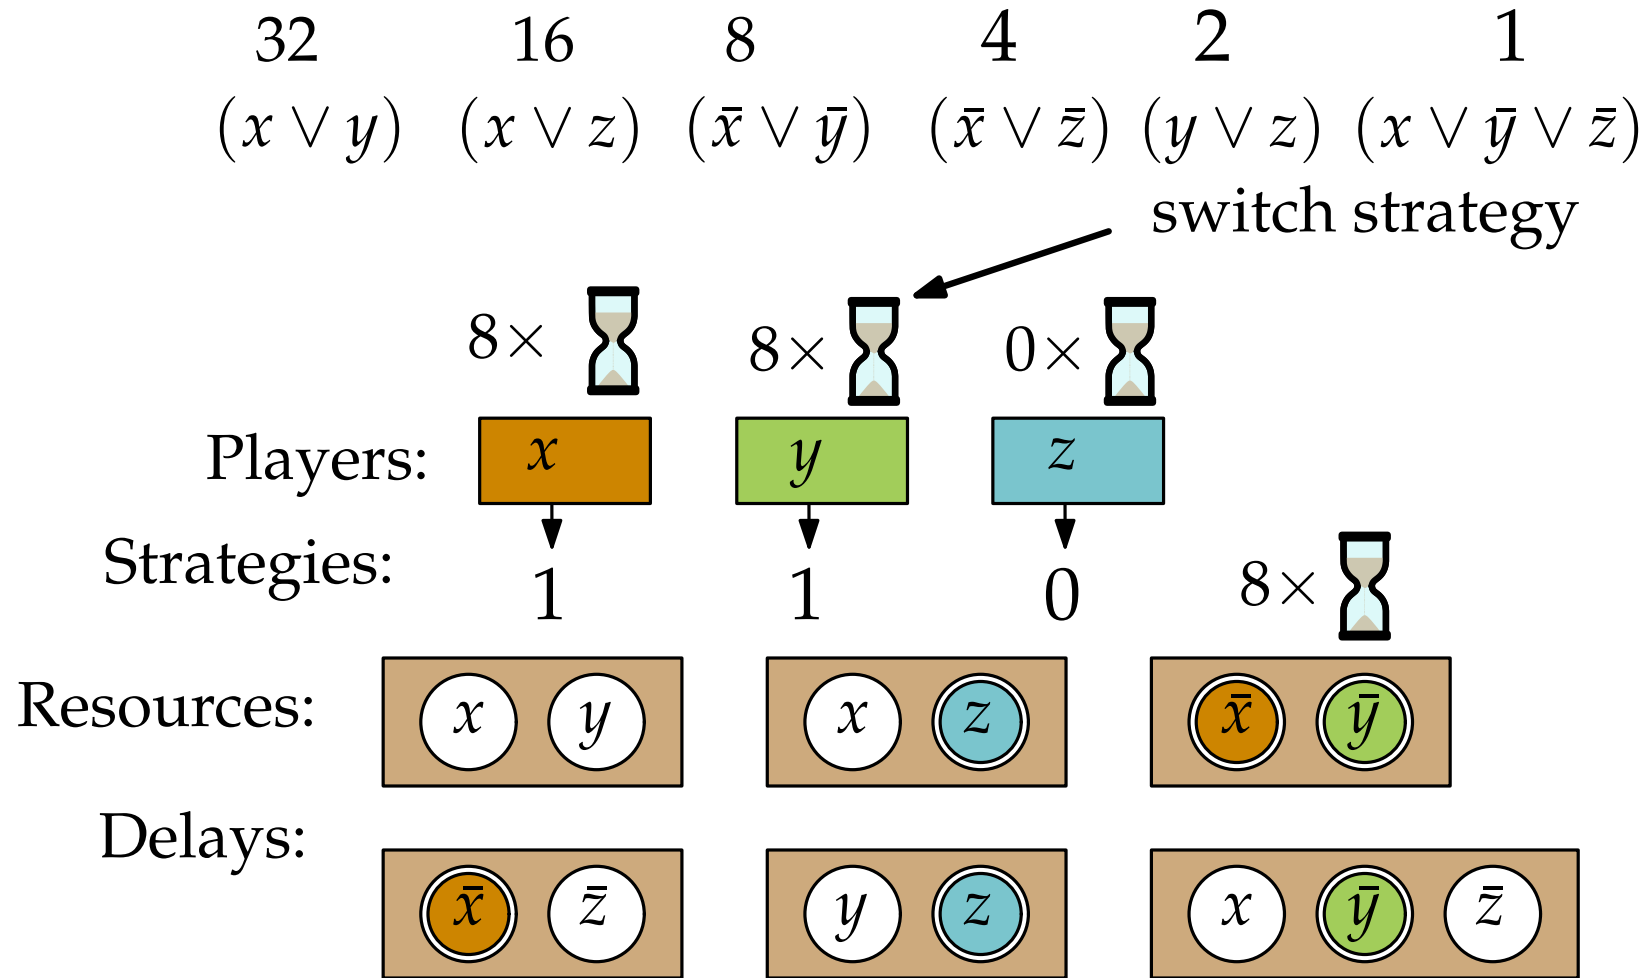 32 16 8 4 2 1
(x ∨ y) (x ∨ z) (x̄ ∨ ȳ) (x̄ ∨ z̄) (y ∨ z) (x ∨ ȳ ∨ z̄)
switch strategy
8× 8× 0×
Players: x y z
Strategies: 1 1 0 8×
Resources: x y x z x̄ ȳ
Delays:
x̄ z̄ y z x ȳ z̄